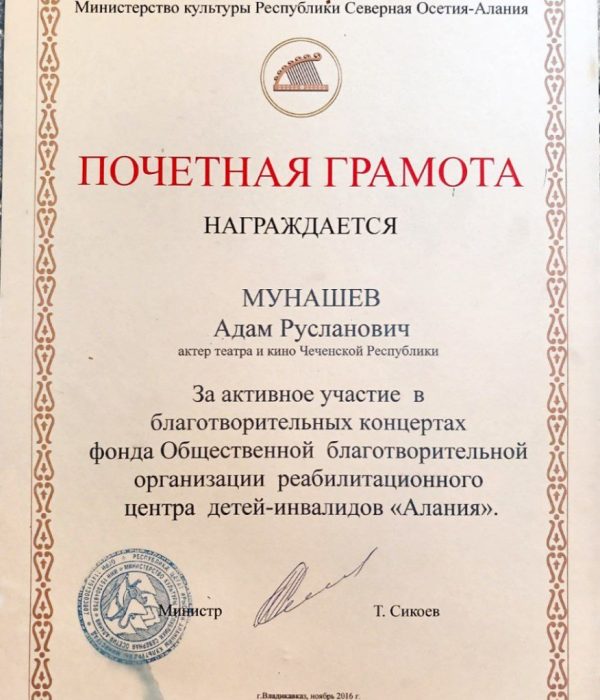 Министерство культуры Республики Северная Осетия-Алания
ПОЧЕТНАЯ ГРАМОТА
НАГРАЖДАЕТСЯ
МУНАШЕВ
Адам Русланович
актер театра и кино Чеченской Республики
За активное участие в
благотворительных концертах
фонда Общественной благотворительной
организации реабилитационного
центра детей-инвалидов «Алания».
Министр Т. Сикоев
г.Владикавказ, ноябрь 2016 г.